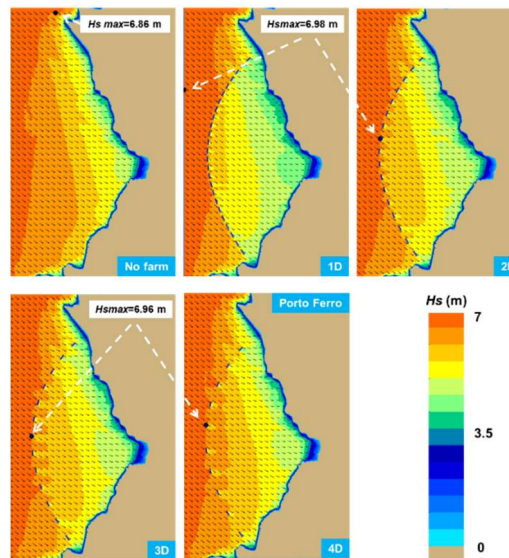 Hs max=6.86 m
Hsmax=6.98 m
No farm
1D
2D
Hsmax=6.96 m
Porto Ferro
3D
4D
Hs (m)
7
3.5
0